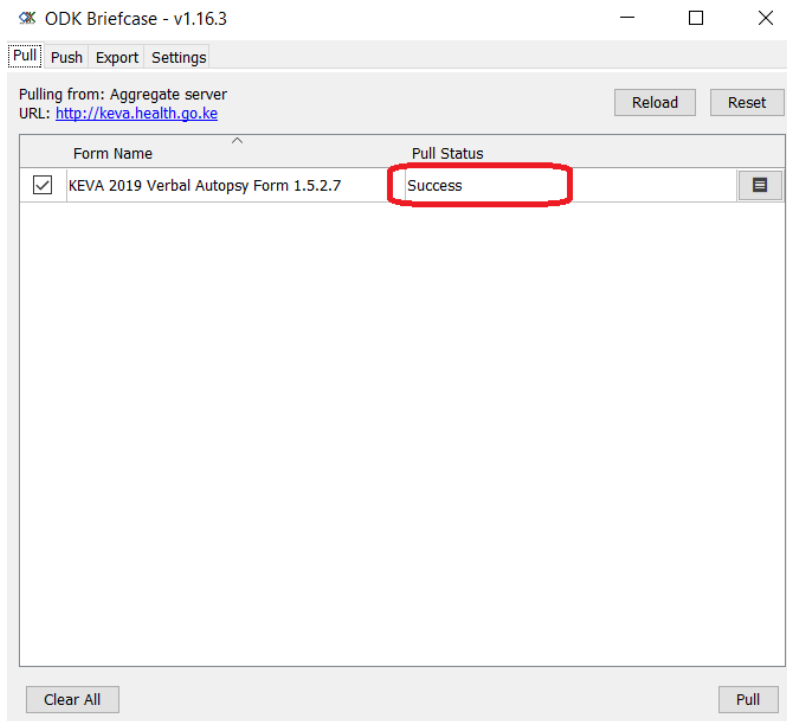 ODK Briefcase - v1.16.3
Pull Push Export Settings
Pulling from: Aggregate server
URL: http://keva.health.go.ke
Reload Reset
Form Name Pull Status
KEVA 2019 Verbal Autopsy Form 1.5.2.7 Success
Clear All Pull